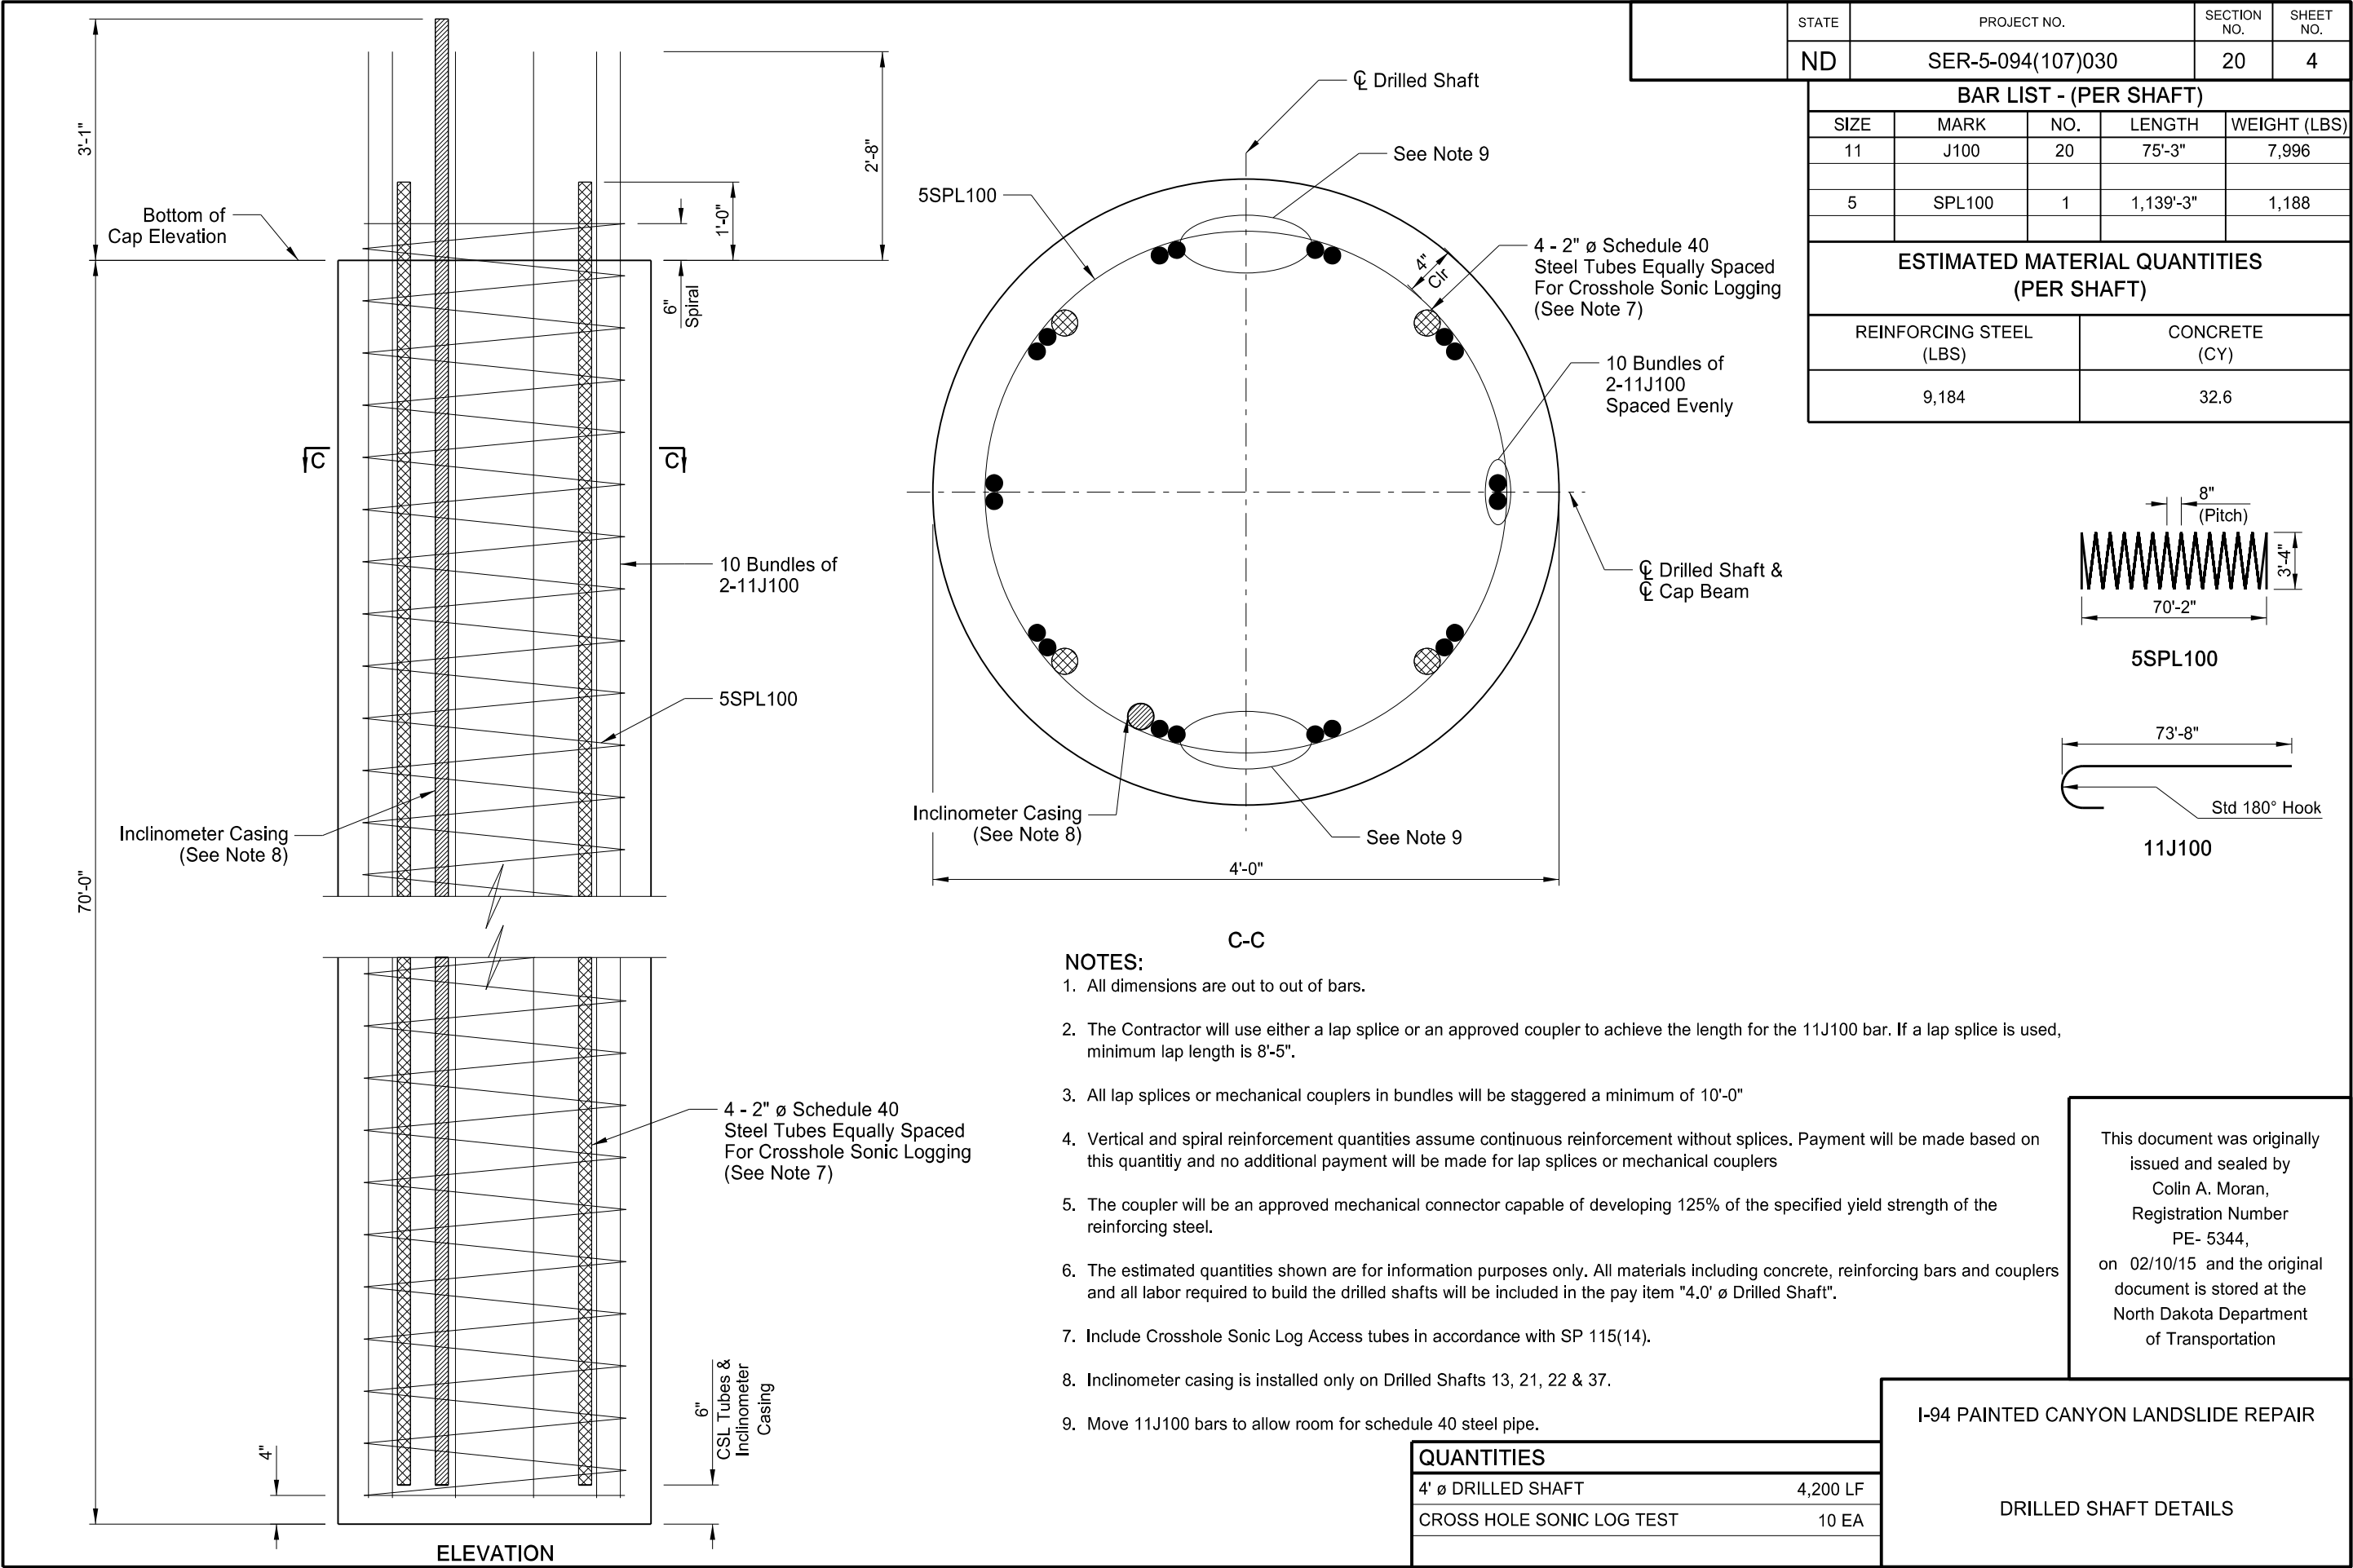 STATE
PROJECT NO.
SECTION NO.
SHEET NO.
ND
SER-5-094(107)030
20
4
BAR LIST - (PER SHAFT)
SIZE MARK NO. LENGTH WEIGHT (LBS)
11 J100 20 75'-3" 7,996
5 SPL100 1 1,139'-3" 1,188
ESTIMATED MATERIAL QUANTITIES
(PER SHAFT)
REINFORCING STEEL
(LBS)
CONCRETE
(CY)
9,184 32.6
3'-1"
2'-8"
1'-0"
Bottom of
Cap Elevation
6"
Spiral
C
C
10 Bundles of
2-11J100
5SPL100
Inclinometer Casing
(See Note 8)
70'-0"
4 - 2" ø Schedule 40
Steel Tubes Equally Spaced
For Crosshole Sonic Logging
(See Note 7)
6"
CSL Tubes &
Inclinometer
Casing
4"
ELEVATION
℄ Drilled Shaft
See Note 9
5SPL100
4"
Clr
4 - 2" ø Schedule 40
Steel Tubes Equally Spaced
For Crosshole Sonic Logging
(See Note 7)
10 Bundles of
2-11J100
Spaced Evenly
℄ Drilled Shaft &
℄ Cap Beam
Inclinometer Casing
(See Note 8)
See Note 9
4'-0"
C-C
8"
(Pitch)
3'-4"
70'-2"
5SPL100
73'-8"
Std 180° Hook
11J100
NOTES:
1. All dimensions are out to out of bars.
2. The Contractor will use either a lap splice or an approved coupler to achieve the length for the 11J100 bar. If a lap splice is used,
minimum lap length is 8'-5".
3. All lap splices or mechanical couplers in bundles will be staggered a minimum of 10'-0"
4. Vertical and spiral reinforcement quantities assume continuous reinforcement without splices. Payment will be made based on
this quantitiy and no additional payment will be made for lap splices or mechanical couplers
5. The coupler will be an approved mechanical connector capable of developing 125% of the specified yield strength of the
reinforcing steel.
6. The estimated quantities shown are for information purposes only. All materials including concrete, reinforcing bars and couplers
and all labor required to build the drilled shafts will be included in the pay item "4.0' ø Drilled Shaft".
7. Include Crosshole Sonic Log Access tubes in accordance with SP 115(14).
8. Inclinometer casing is installed only on Drilled Shafts 13, 21, 22 & 37.
9. Move 11J100 bars to allow room for schedule 40 steel pipe.
QUANTITIES
4' ø DRILLED SHAFT 4,200 LF
CROSS HOLE SONIC LOG TEST 10 EA
This document was originally
issued and sealed by
Colin A. Moran,
Registration Number
PE- 5344,
on 02/10/15 and the original
document is stored at the
North Dakota Department
of Transportation
I-94 PAINTED CANYON LANDSLIDE REPAIR
DRILLED SHAFT DETAILS